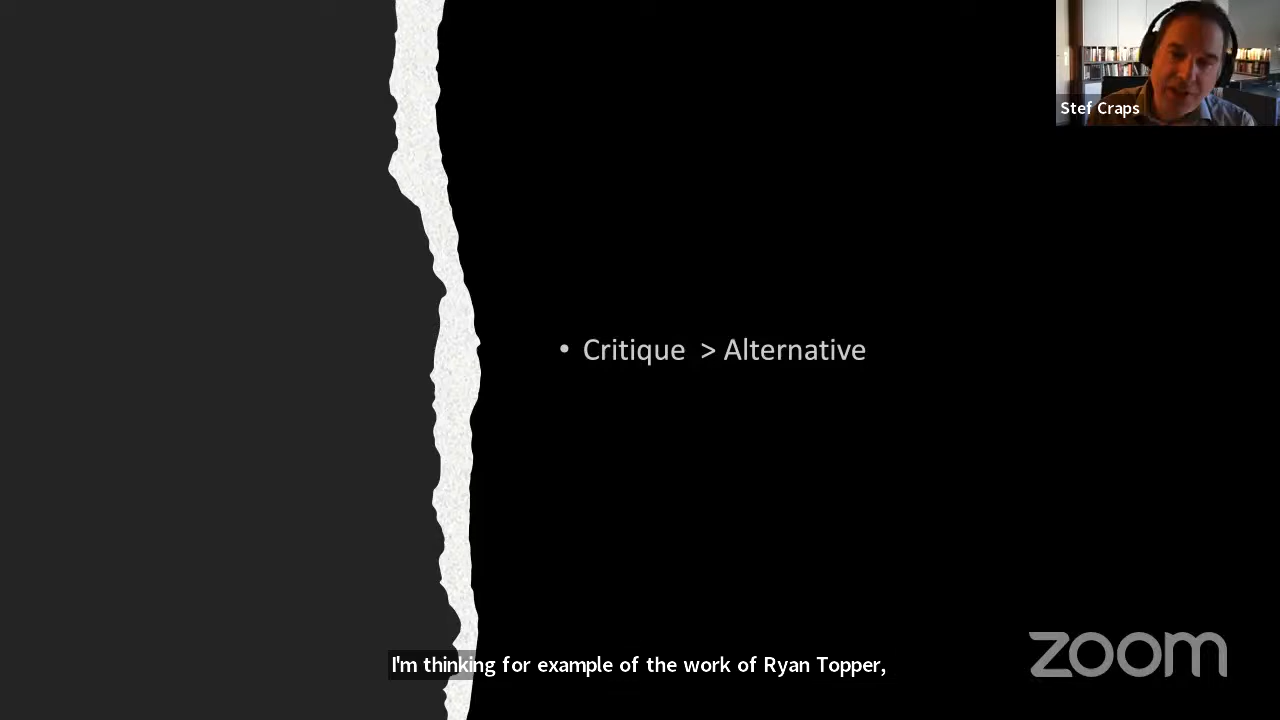 Stef Craps
• Critique  > Alternative
zoom
I'm thinking for example of the work of Ryan Topper,